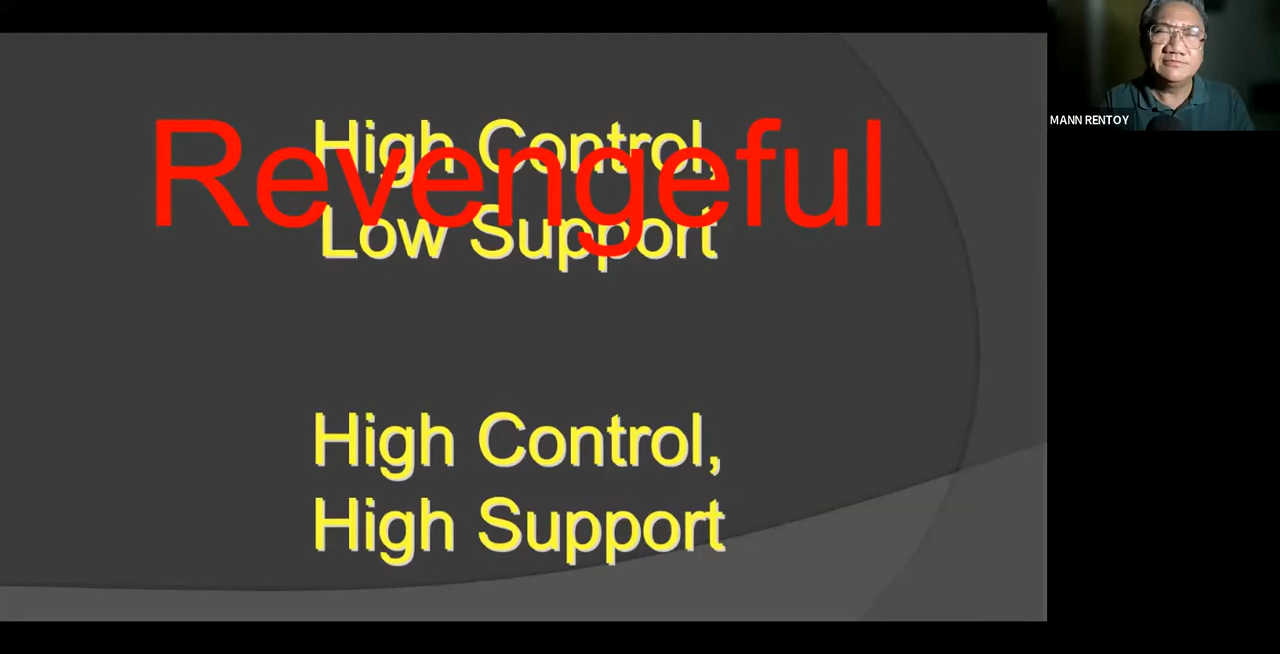 Revengeful
High Control,
Low Support
High Control,
High Support
MANN RENTOY